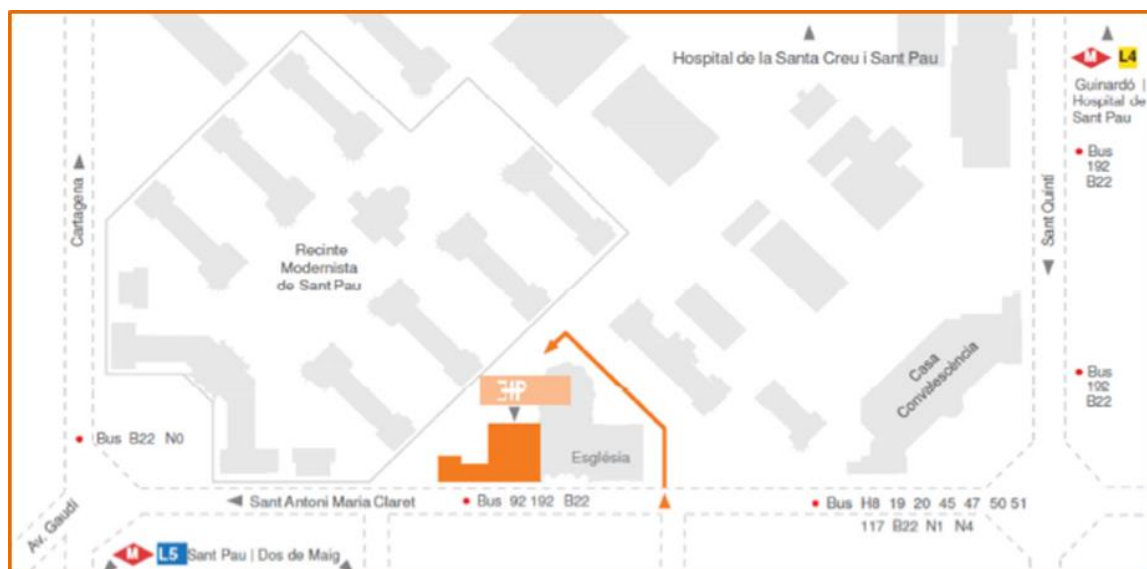 Hospital de la Santa Creu i Sant Pau
M L4
Guinardó |
Hospital de
Sant Pau
Bus
192
B22
Cartagena
Sant Quintí
Recinte
Modernista
de Sant Pau
Casa
Convalescència
Bus
192
B22
Bus B22 N0
Església
Sant Antoni Maria Claret
Bus 92 192 B22
Bus H8 19 20 45 47 50 51
117 B22 N1 N4
Av. Gaudí
M L5 Sant Pau | Dos de Maig